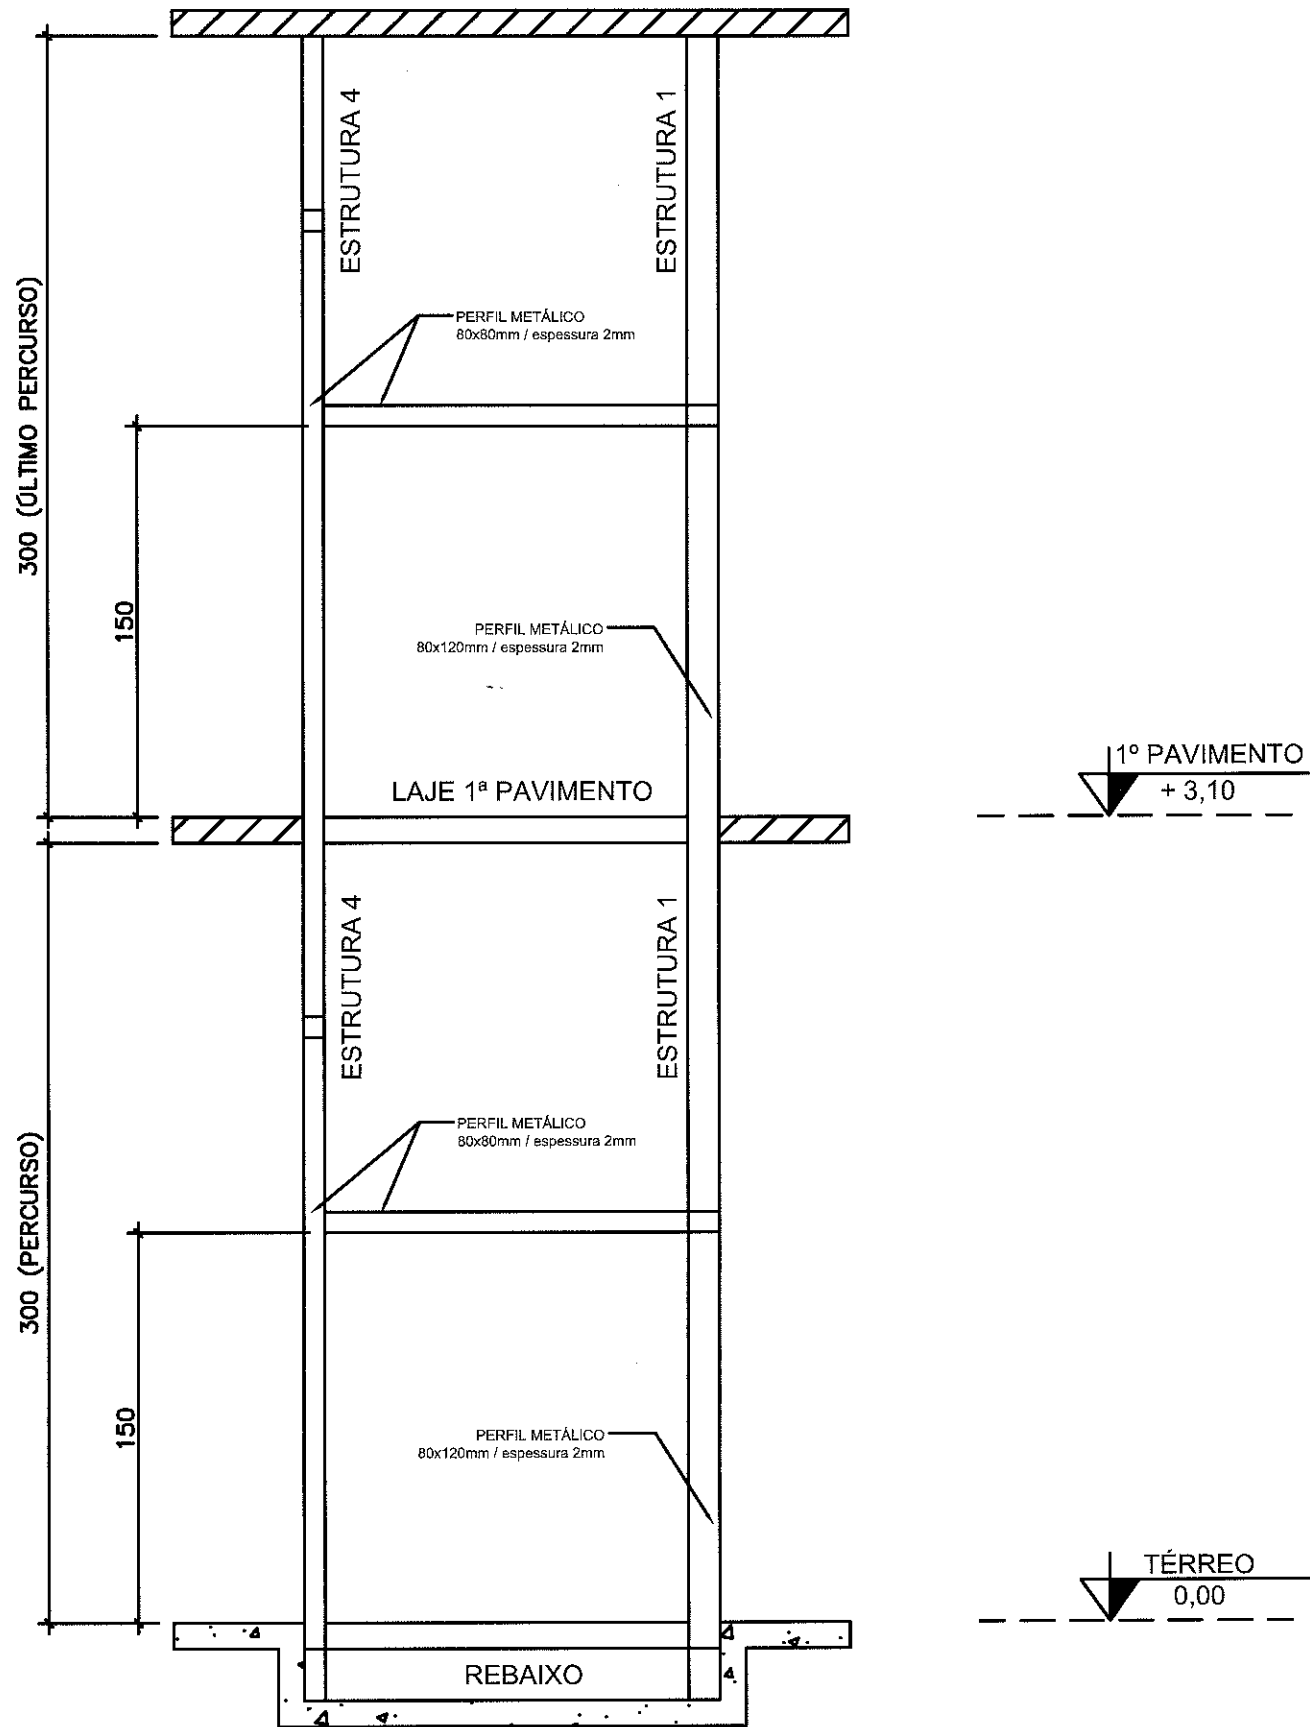 ESTRUTURA 4
ESTRUTURA 1
300 (ÚLTIMO PERCURSO)
PERFIL METÁLICO
80x80mm / espessura 2mm
150
PERFIL METÁLICO
80x120mm / espessura 2mm
LAJE 1ª PAVIMENTO
1º PAVIMENTO
+ 3,10
ESTRUTURA 4
ESTRUTURA 1
300 (PERCURSO)
PERFIL METÁLICO
80x80mm / espessura 2mm
150
PERFIL METÁLICO
80x120mm / espessura 2mm
TÉRREO
0,00
REBAIXO